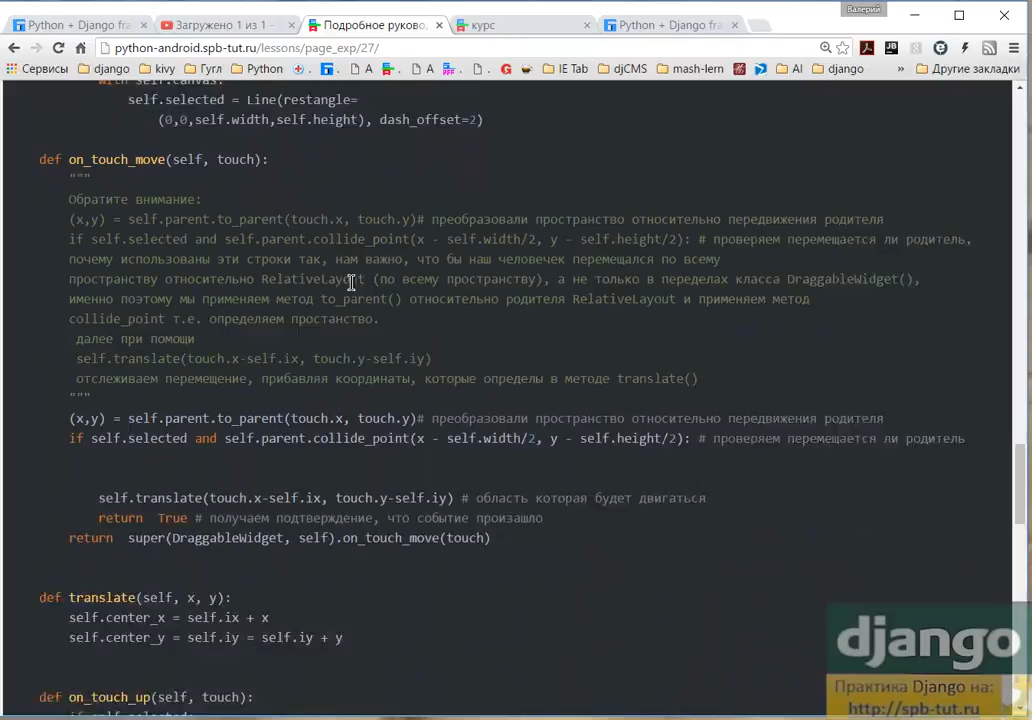 Валерий
Python + Django fra
Загружено 1 из 1 -
Подробное руково
курс
Python + Django fra
python-android.spb-tut.ru/lessons/page_exp/27/
Сервисы django kivy Гугл Python A A IE Tab djCMS mash-lern AI django » Другие закладки
with self.canvas:
self.selected = Line(restangle=
(0,0,self.width,self.height), dash_offset=2)
def on_touch_move(self, touch):
"""
Обратите внимание:
(x,y) = self.parent.to_parent(touch.x, touch.y)# преобразовали пространство относительно передвижения родителя
if self.selected and self.parent.collide_point(x - self.width/2, y - self.height/2): # проверяем перемещается ли родитель,
почему использованы эти строки так, нам важно, что бы наш человечек перемещался по всему
пространству относительно RelativeLayout (по всему пространству), а не только в переделах класса DraggableWidget(),
именно поэтому мы применяем метод to_parent() относительно родителя RelativeLayout и применяем метод
collide_point т.е. определяем простанство.
далее при помощи
self.translate(touch.x-self.ix, touch.y-self.iy)
отслеживаем перемещение, прибавляя координаты, которые определы в методе translate()
"""
(x,y) = self.parent.to_parent(touch.x, touch.y)# преобразовали пространство относительно передвижения родителя
if self.selected and self.parent.collide_point(x - self.width/2, y - self.height/2): # проверяем перемещается ли родитель
self.translate(touch.x-self.ix, touch.y-self.iy) # область которая будет двигаться
return True # получаем подтверждение, что событие произашло
return super(DraggableWidget, self).on_touch_move(touch)
def translate(self, x, y):
self.center_x = self.ix + x
self.center_y = self.iy = self.iy + y
def on_touch_up(self, touch):
if self.selected:
django
Практика Django на:
http://spb-tut.ru